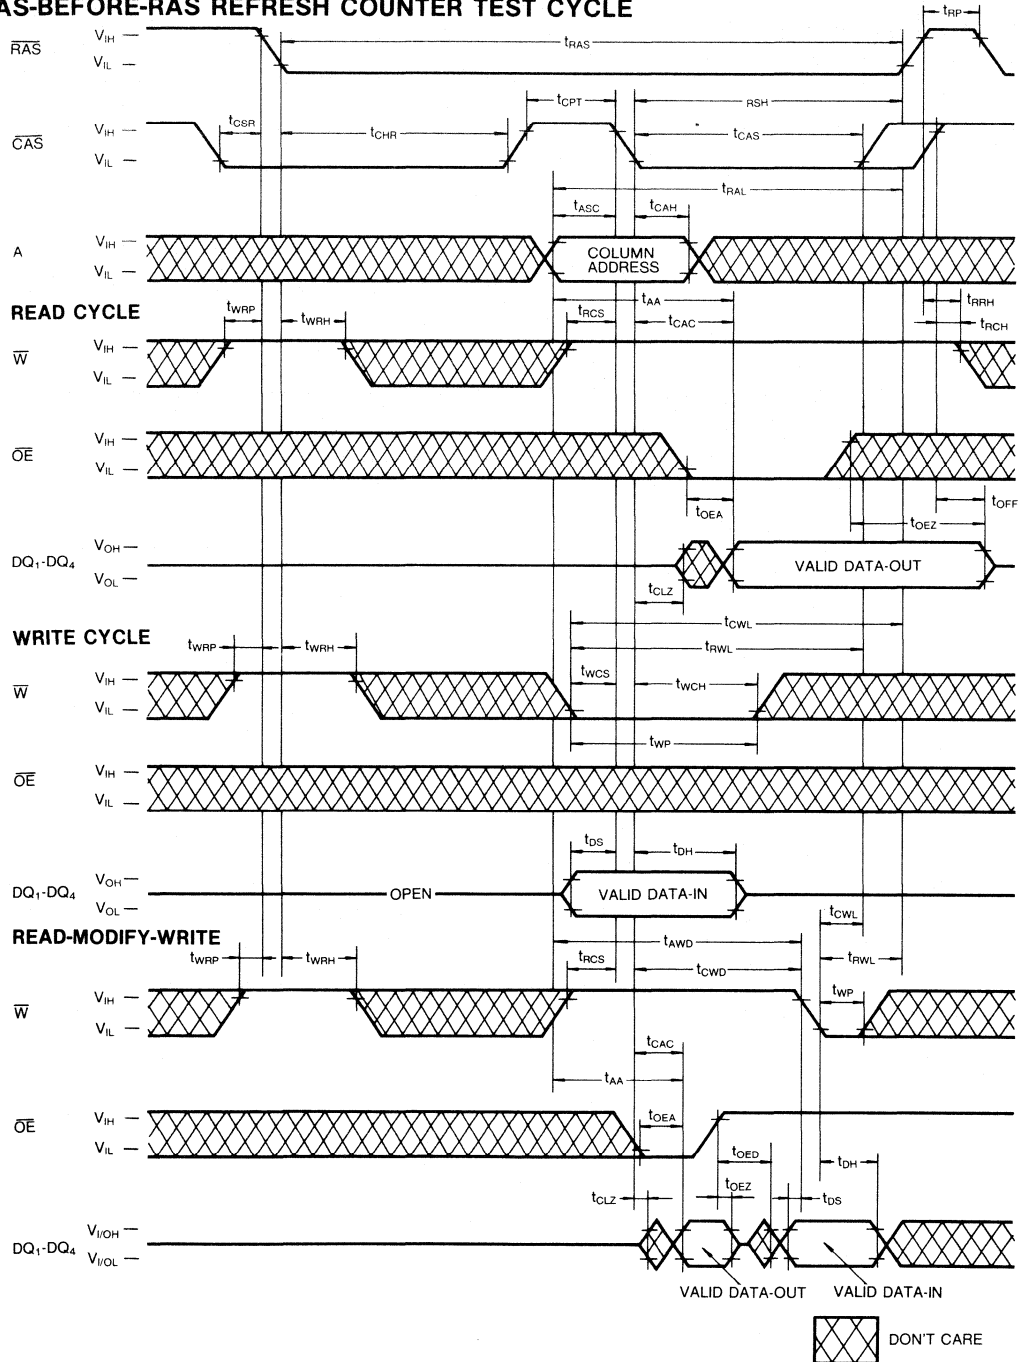 AS-BEFORE-RAS REFRESH COUNTER TEST CYCLE
tRP
RAS VIH VIL tRAS
tCPT RSH
CAS VIH VIL tCSR tCHR tCAS
tRAL
tASC tCAH
A VIH VIL COLUMN ADDRESS
READ CYCLE
tWRP tWRH tRCS tAA tCAC tRRH tRCH
W VIH VIL
OE VIH VIL
tOEA tOEZ tOFF
DQ1-DQ4 VOH VOL VALID DATA-OUT
tCLZ
WRITE CYCLE
tCWL
tWRP tWRH tRWL
W VIH VIL tWCS tWCH
tWP
OE VIH VIL
tDS tDH
DQ1-DQ4 VOH VOL OPEN VALID DATA-IN
tCWL
READ-MODIFY-WRITE
tAWD
tWRP tWRH tRCS tCWD tRWL
W VIH VIL tWP
tCAC
tAA
OE VIH VIL tOEA
tOED tDH
tCLZ tOEZ tDS
DQ1-DQ4 VI/OH VI/OL
VALID DATA-OUT VALID DATA-IN
DON'T CARE